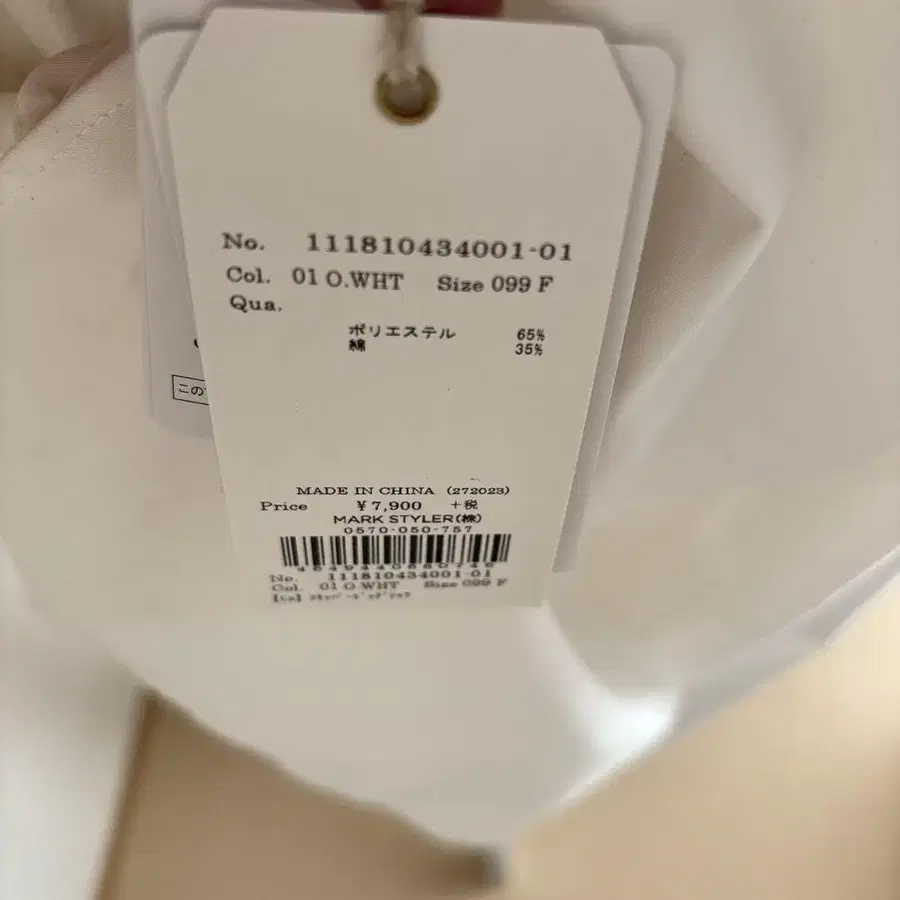 No. 111810434001-01
Col. 01 O.WHT Size 099 F
Qua.
ポリエステル 65%
綿 35%
この
MADE IN CHINA (272023)
Price ¥7,900 +税
MARK STYLER(株)
0570-050-757
No. 111810434001-01
Col. 01 O.WHT Size 099 F